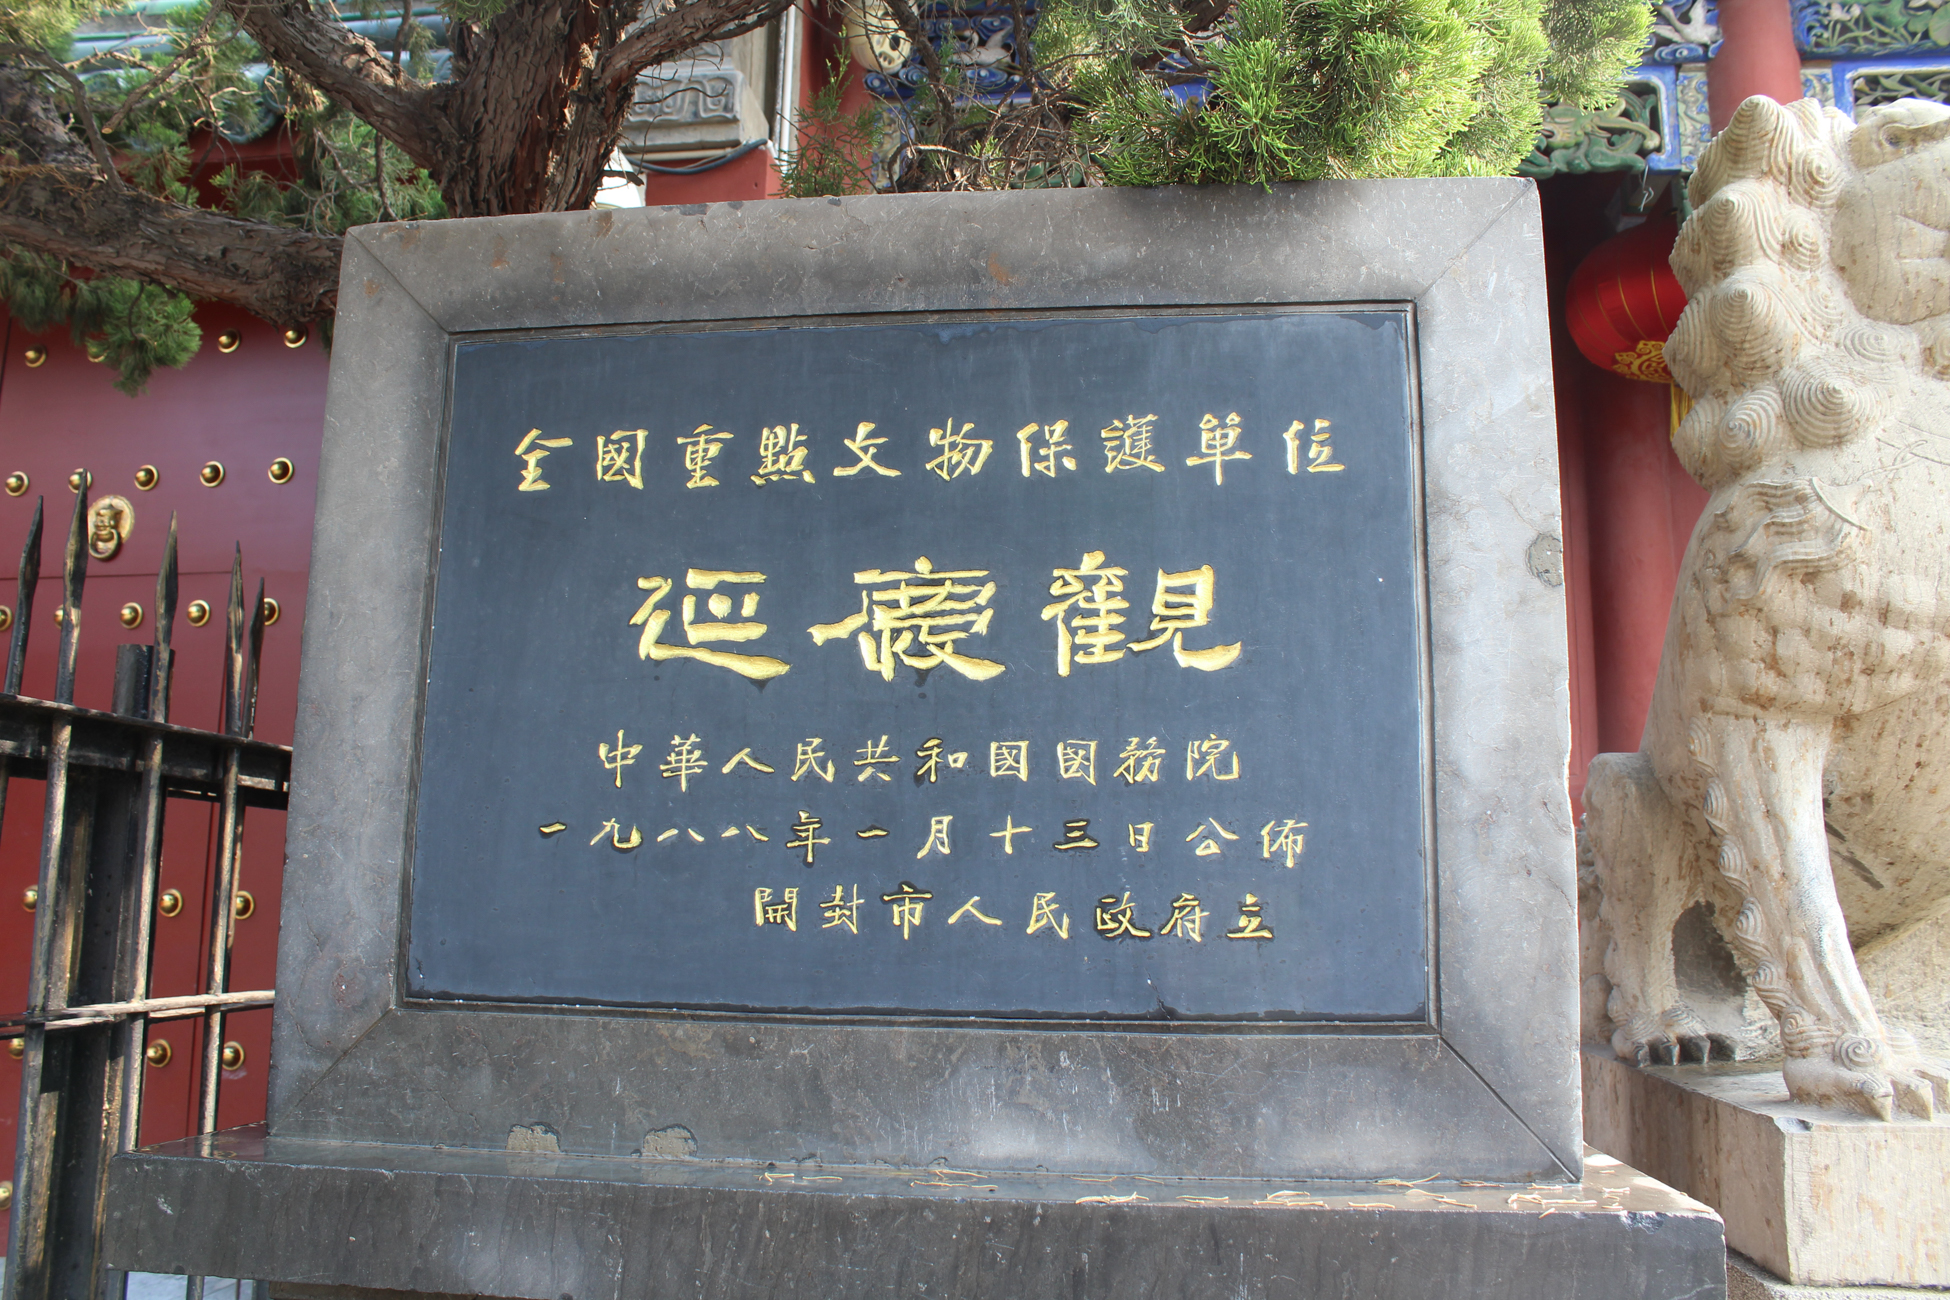 全國重點文物保護單位
延慶觀
中華人民共和國國務院
一九八八年一月十三日公佈
開封市人民政府立